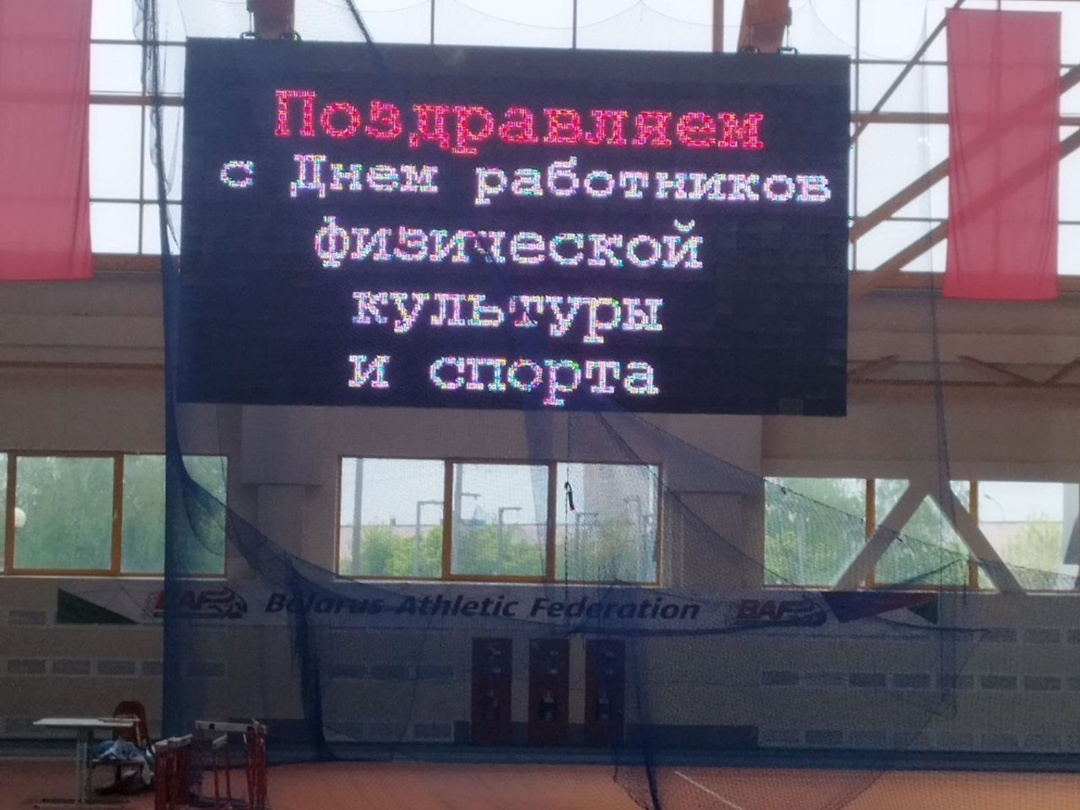 Поздравляем
с Днем работников
физической
культуры
и спорта
BAF Belarus Athletic Federation BAF